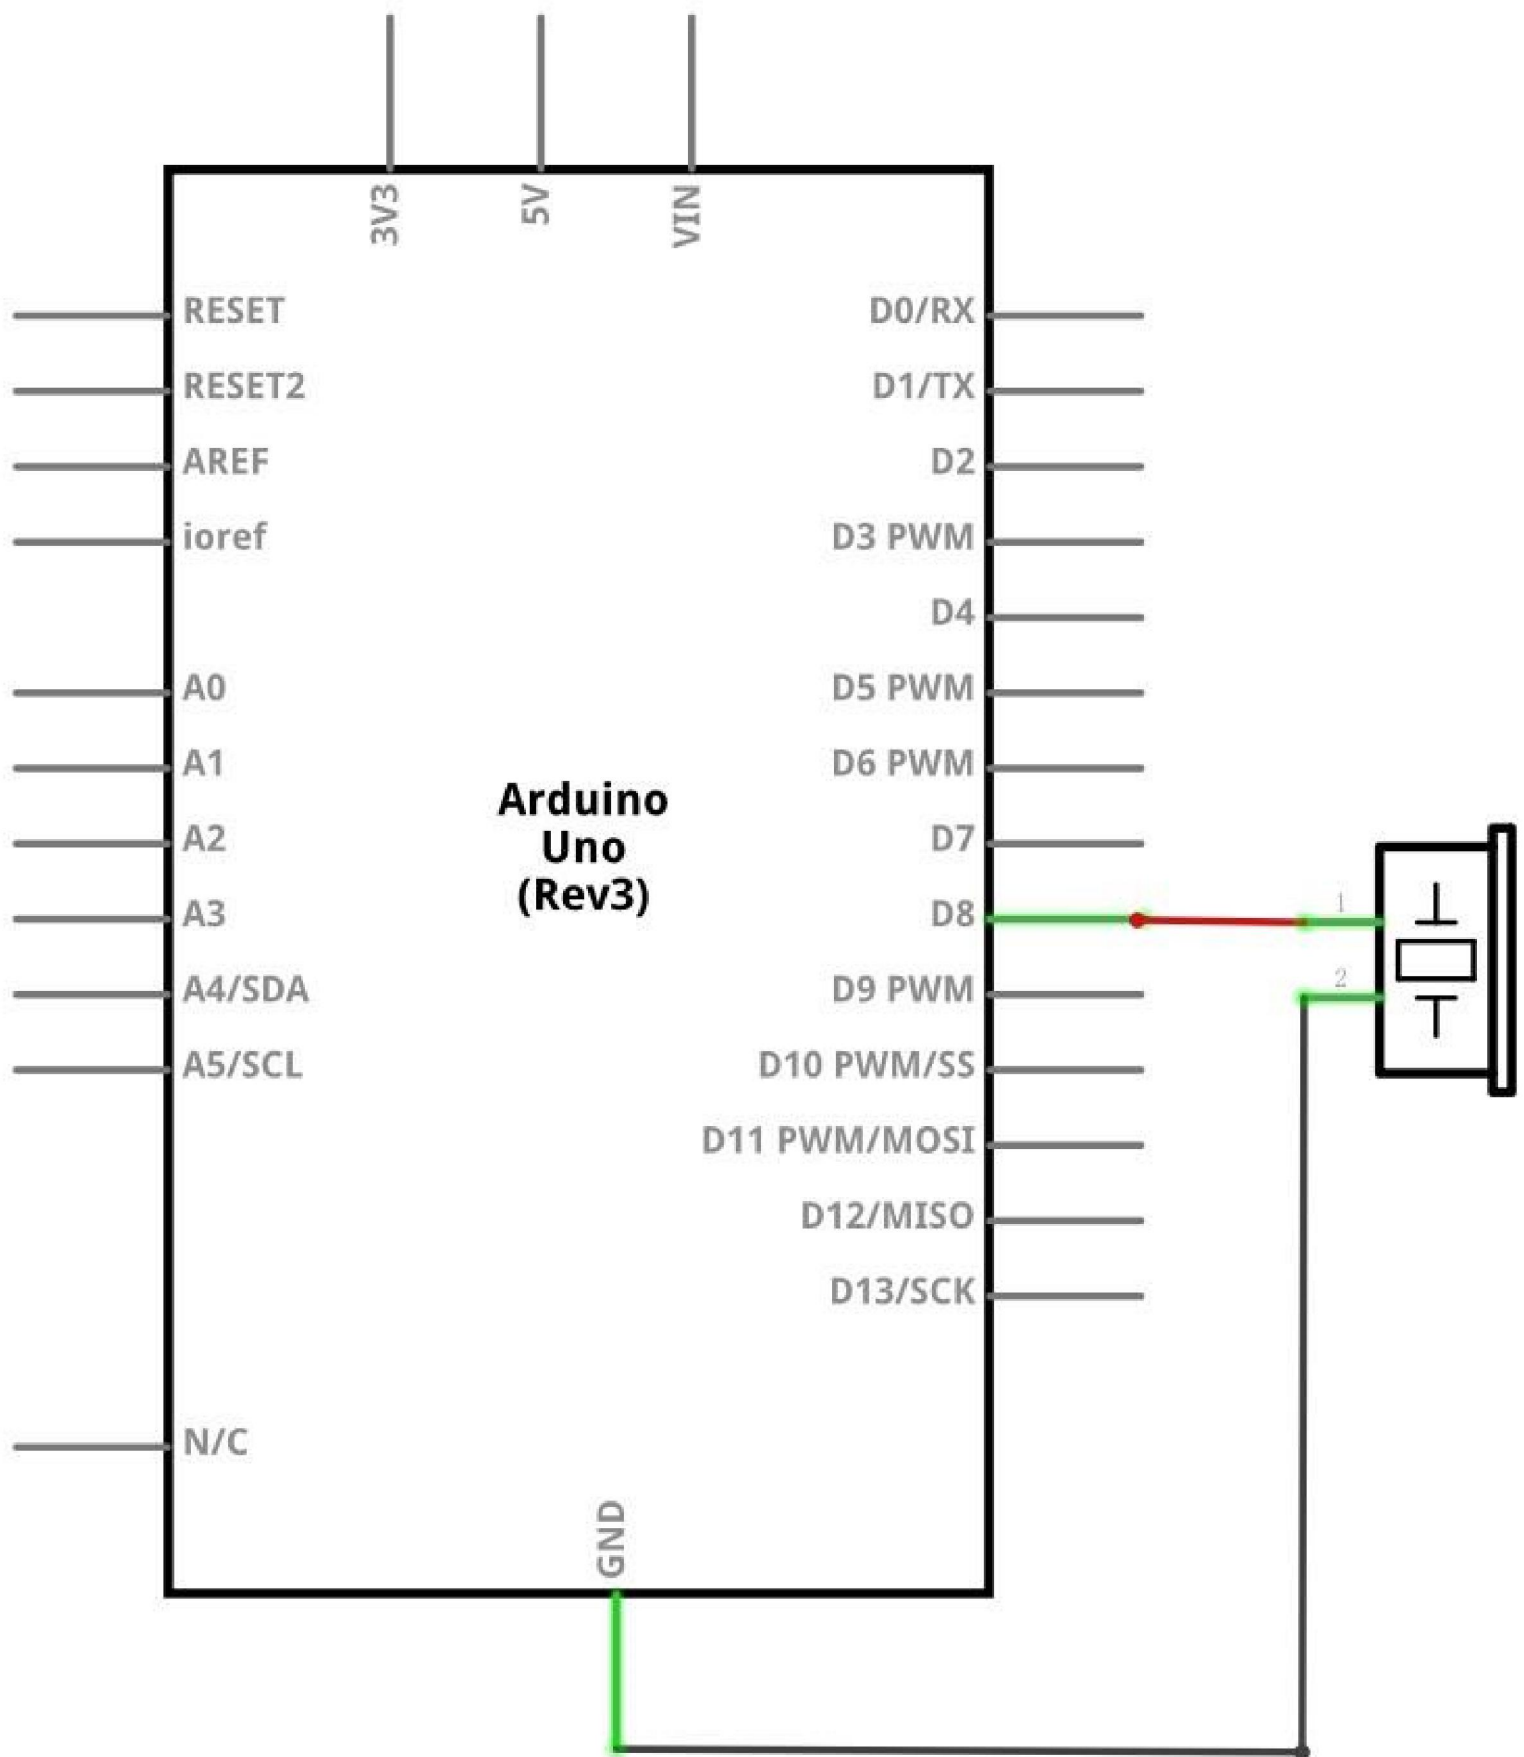 3V3
5V
VIN
RESET
RESET2
AREF
ioref
A0
A1
A2
A3
A4/SDA
A5/SCL
N/C
Arduino
Uno
(Rev3)
D0/RX
D1/TX
D2
D3 PWM
D4
D5 PWM
D6 PWM
D7
D8
D9 PWM
D10 PWM/SS
D11 PWM/MOSI
D12/MISO
D13/SCK
GND
1
2